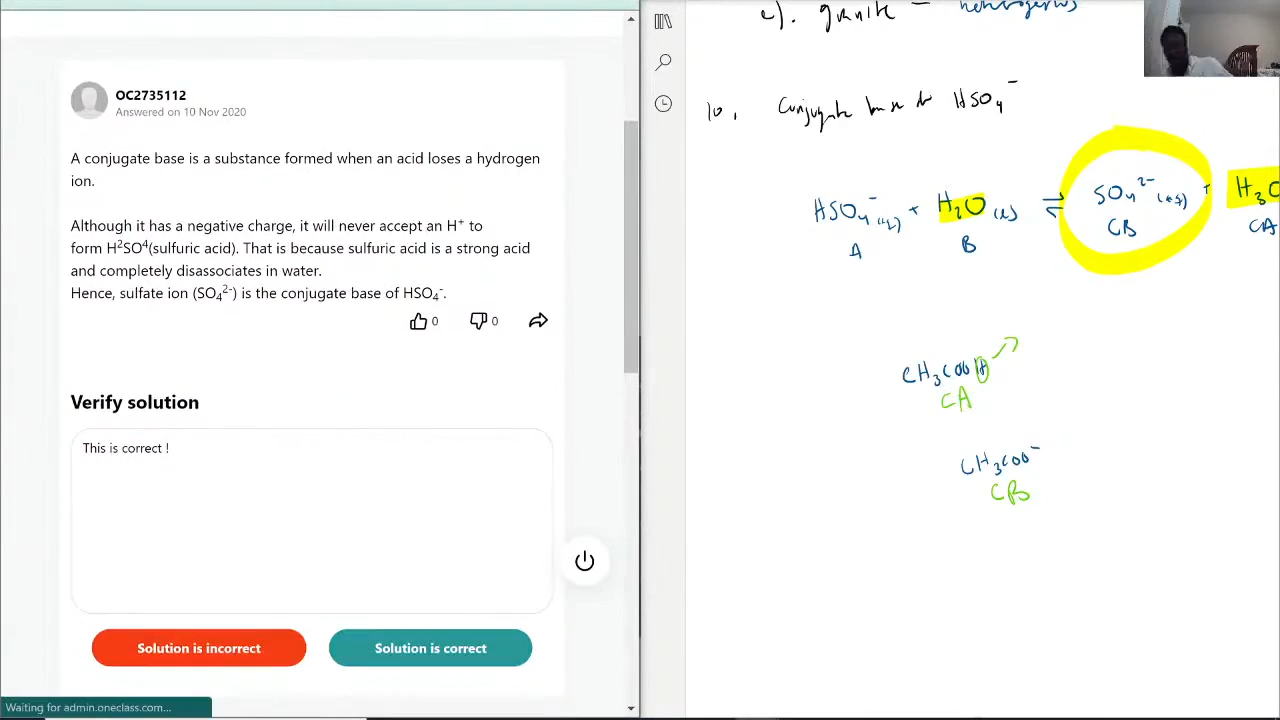 OC2735112
Answered on 10 Nov 2020
A conjugate base is a substance formed when an acid loses a hydrogen
ion.
Although it has a negative charge, it will never accept an H⁺ to
form H²SO⁴(sulfuric acid). That is because sulfuric acid is a strong acid
and completely disassociates in water.
Hence, sulfate ion (SO₄²⁻) is the conjugate base of HSO₄⁻.
0 0
Verify solution
This is correct !
Solution is incorrect Solution is correct
Waiting for admin.oneclass.com...
e). granite –
10. Conjugate base for HSO₄⁻
HSO₄⁻ (aq) + H₂O (l) ⇌ SO₄²⁻ (aq) + H₃O
A B CB CA
CH₃COOH
CA
CH₃COO⁻
CB